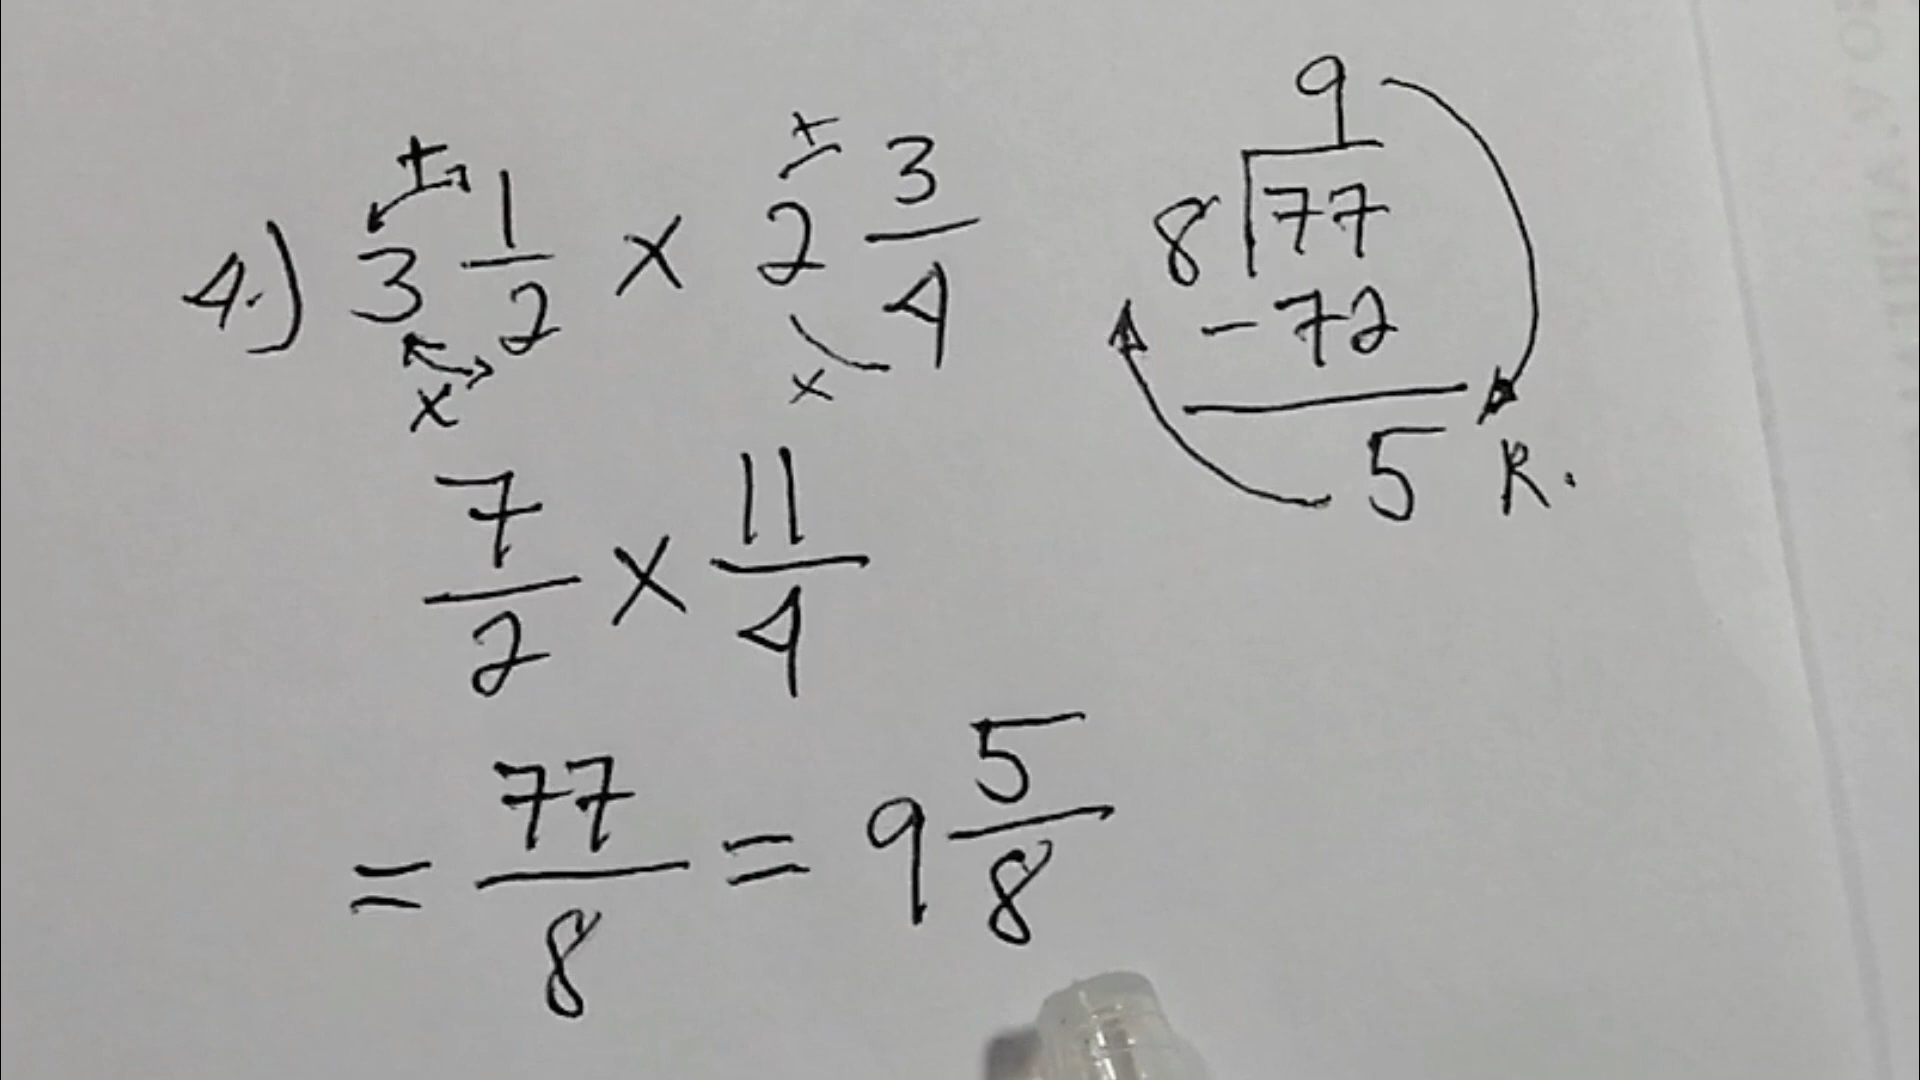 4.) 3 1/2 x 2 3/4
+ x + x
7/2 x 11/4
= 77/8 = 9 5/8
9
8 77
- 72
5 R.